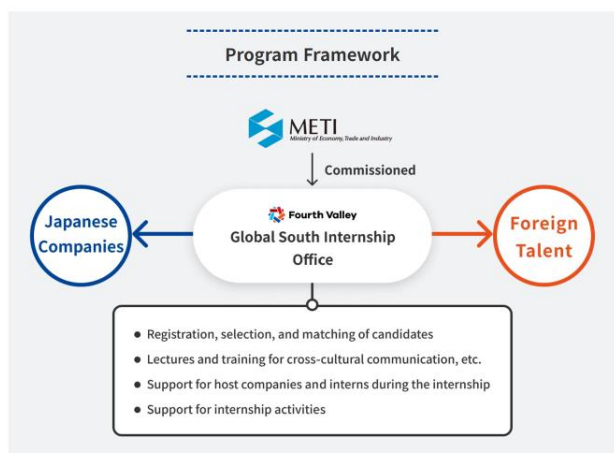 Program Framework
METI
Ministry of Economy, Trade and Industry
Commissioned
Japanese
Companies
Fourth Valley
Global South Internship
Office
Foreign
Talent
● Registration, selection, and matching of candidates
● Lectures and training for cross-cultural communication, etc.
● Support for host companies and interns during the internship
● Support for internship activities